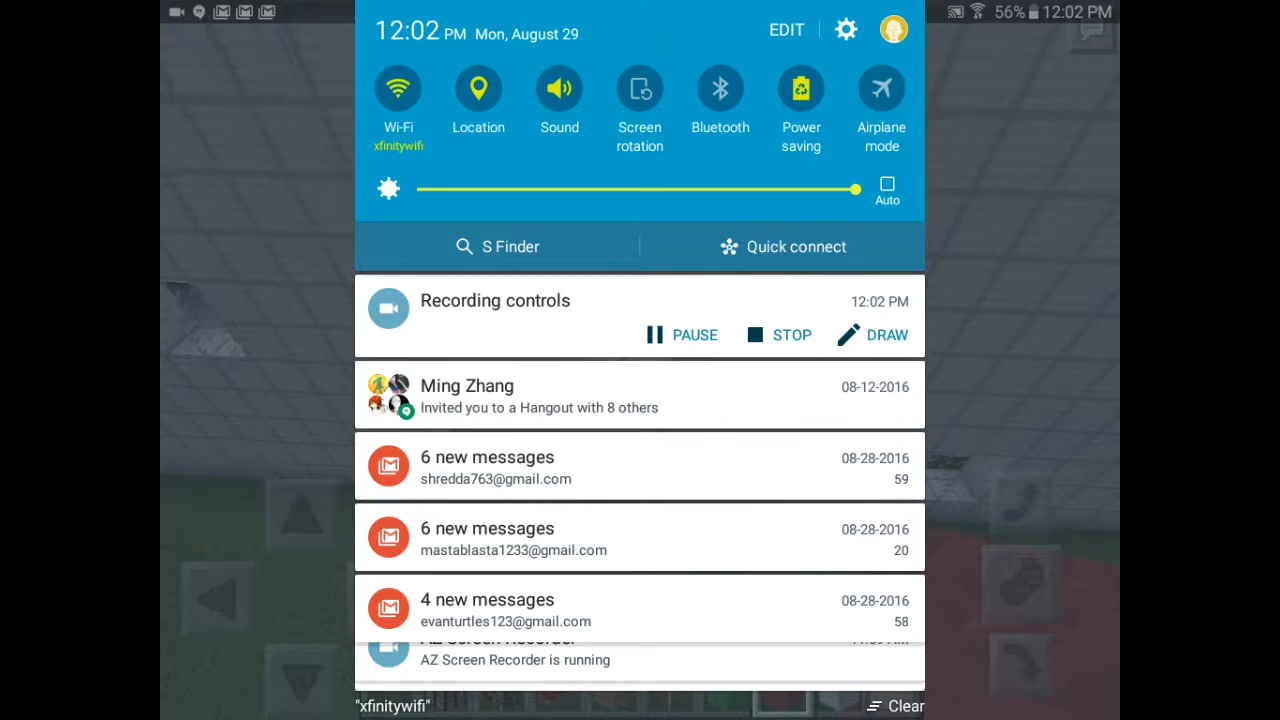 56% 12:02 PM
12:02 PM Mon, August 29
EDIT
Wi-Fi
xfinitywifi
Location
Sound
Screen
rotation
Bluetooth
Power
saving
Airplane
mode
Auto
S Finder
Quick connect
Recording controls
12:02 PM
PAUSE
STOP
DRAW
Ming Zhang
08-12-2016
Invited you to a Hangout with 8 others
6 new messages
08-28-2016
shredda763@gmail.com
59
6 new messages
08-28-2016
mastablasta1233@gmail.com
20
4 new messages
08-28-2016
evanturtles123@gmail.com
58
AZ Screen Recorder
AZ Screen Recorder is running
"xfinitywifi"
Clear